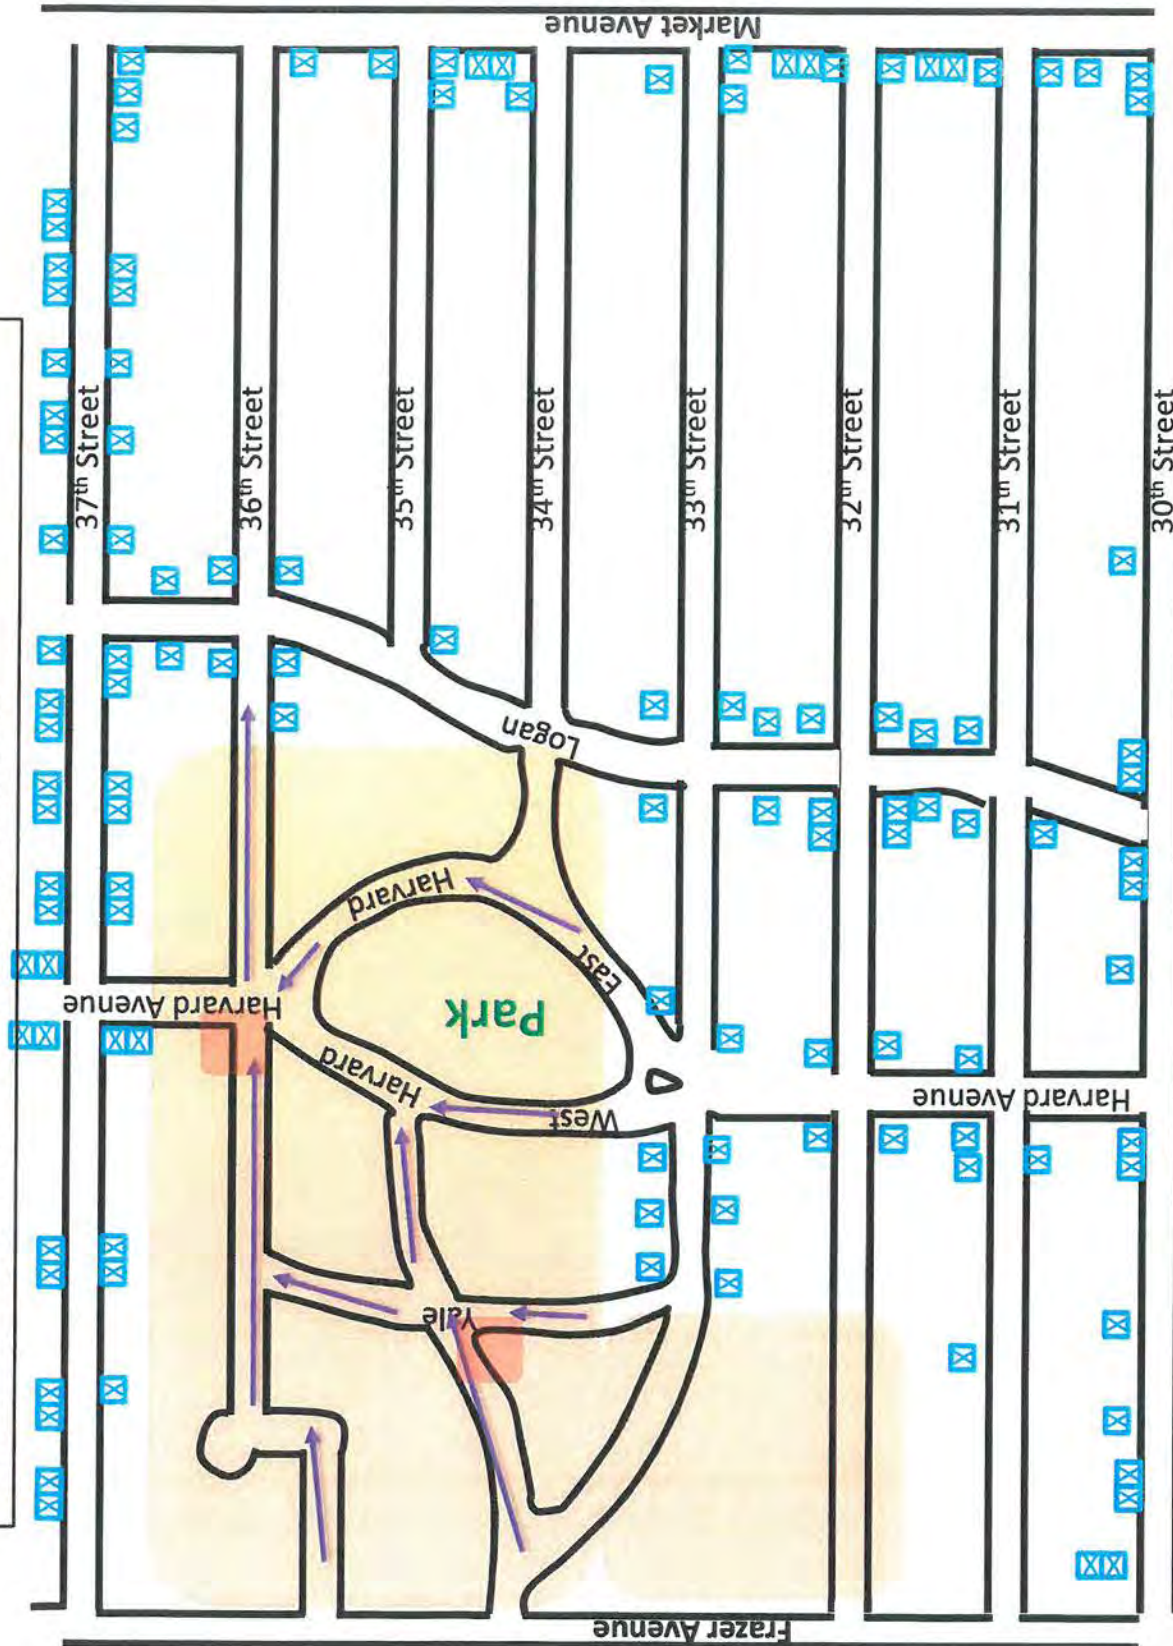 Market Avenue
37th Street
36th Street
35th Street
34th Street
33rd Street
32nd Street
31th Street
30th Street
Logan
Harvard
East
Park
Harvard Avenue
Harvard
West
Harvard Avenue
Yale
Frazer Avenue